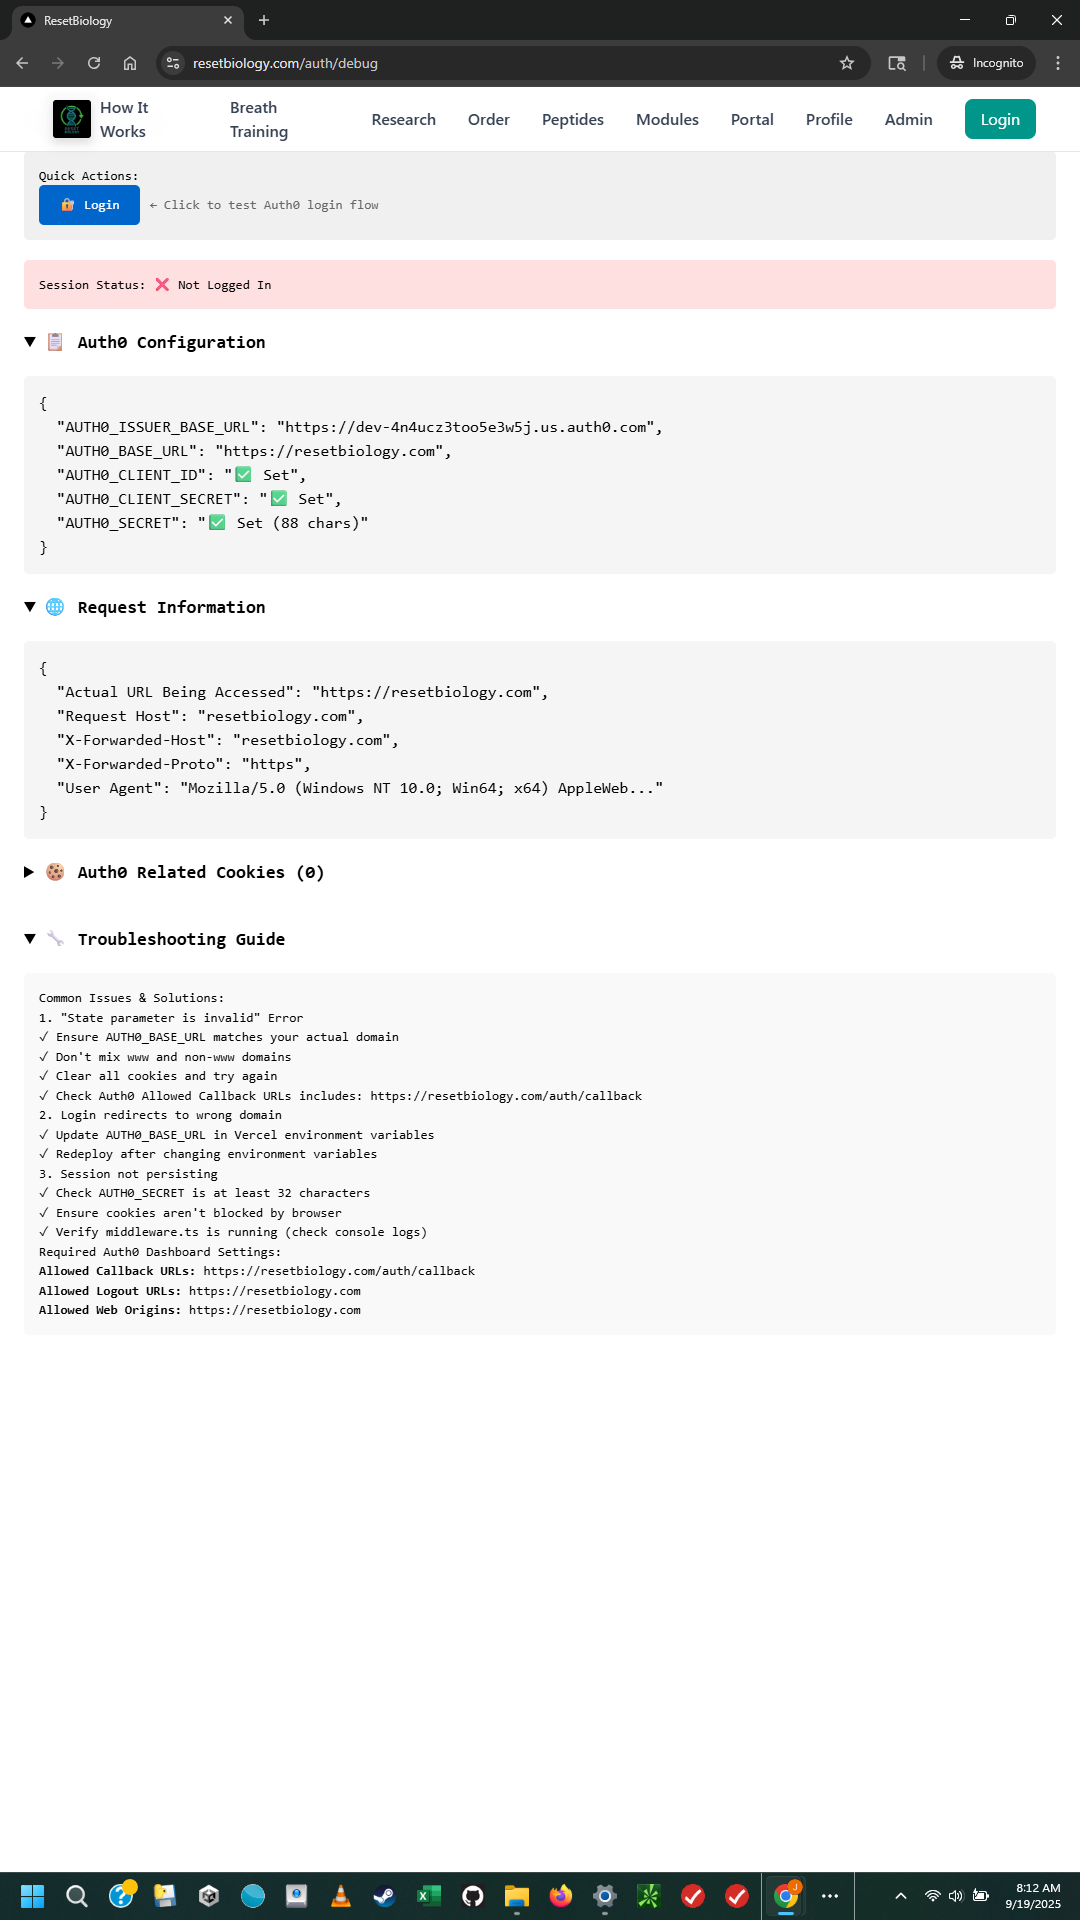 ResetBiology
resetbiology.com/auth/debug
Incognito
How It Works
Breath Training
Research
Order
Peptides
Modules
Portal
Profile
Admin
Login
Quick Actions:
🔐 Login ← Click to test Auth0 login flow
Session Status: ❌ Not Logged In
▼ 📋 Auth0 Configuration
{
"AUTH0_ISSUER_BASE_URL": "https://dev-4n4ucz3too5e3w5j.us.auth0.com",
"AUTH0_BASE_URL": "https://resetbiology.com",
"AUTH0_CLIENT_ID": "✅ Set",
"AUTH0_CLIENT_SECRET": "✅ Set",
"AUTH0_SECRET": "✅ Set (88 chars)"
}
▼ 🌐 Request Information
{
"Actual URL Being Accessed": "https://resetbiology.com",
"Request Host": "resetbiology.com",
"X-Forwarded-Host": "resetbiology.com",
"X-Forwarded-Proto": "https",
"User Agent": "Mozilla/5.0 (Windows NT 10.0; Win64; x64) AppleWeb..."
}
▶ 🍪 Auth0 Related Cookies (0)
▼ 🔧 Troubleshooting Guide
Common Issues & Solutions:
1. "State parameter is invalid" Error
✓ Ensure AUTH0_BASE_URL matches your actual domain
✓ Don't mix www and non-www domains
✓ Clear all cookies and try again
✓ Check Auth0 Allowed Callback URLs includes: https://resetbiology.com/auth/callback
2. Login redirects to wrong domain
✓ Update AUTH0_BASE_URL in Vercel environment variables
✓ Redeploy after changing environment variables
3. Session not persisting
✓ Check AUTH0_SECRET is at least 32 characters
✓ Ensure cookies aren't blocked by browser
✓ Verify middleware.ts is running (check console logs)
Required Auth0 Dashboard Settings:
Allowed Callback URLs: https://resetbiology.com/auth/callback
Allowed Logout URLs: https://resetbiology.com
Allowed Web Origins: https://resetbiology.com
8:12 AM
9/19/2025